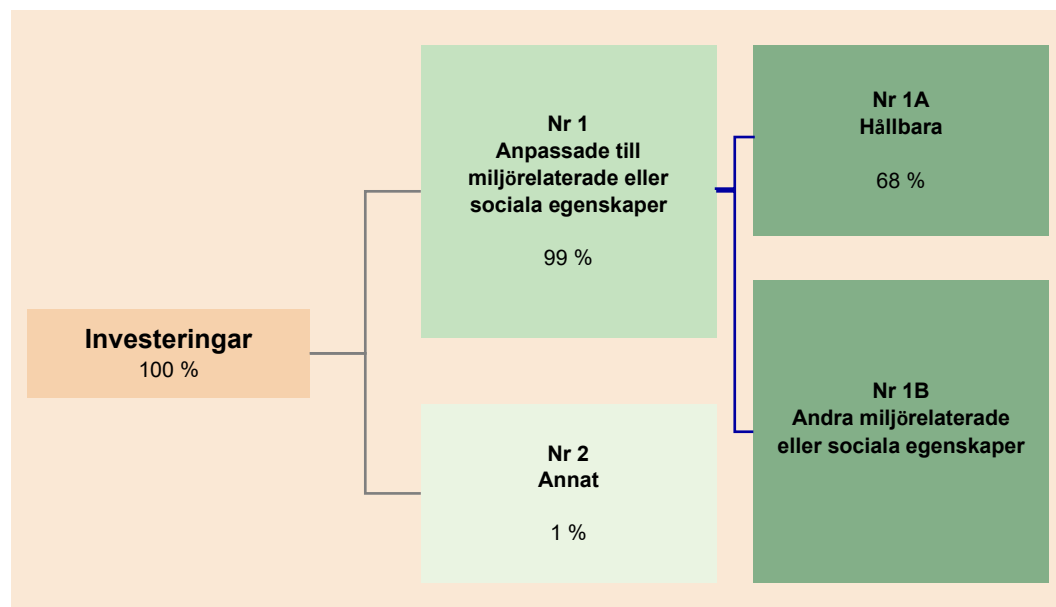 Investeringar
100 %
Nr 1
Anpassade till
miljörelaterade eller
sociala egenskaper
99 %
Nr 2
Annat
1 %
Nr 1A
Hållbara
68 %
Nr 1B
Andra miljörelaterade
eller sociala egenskaper